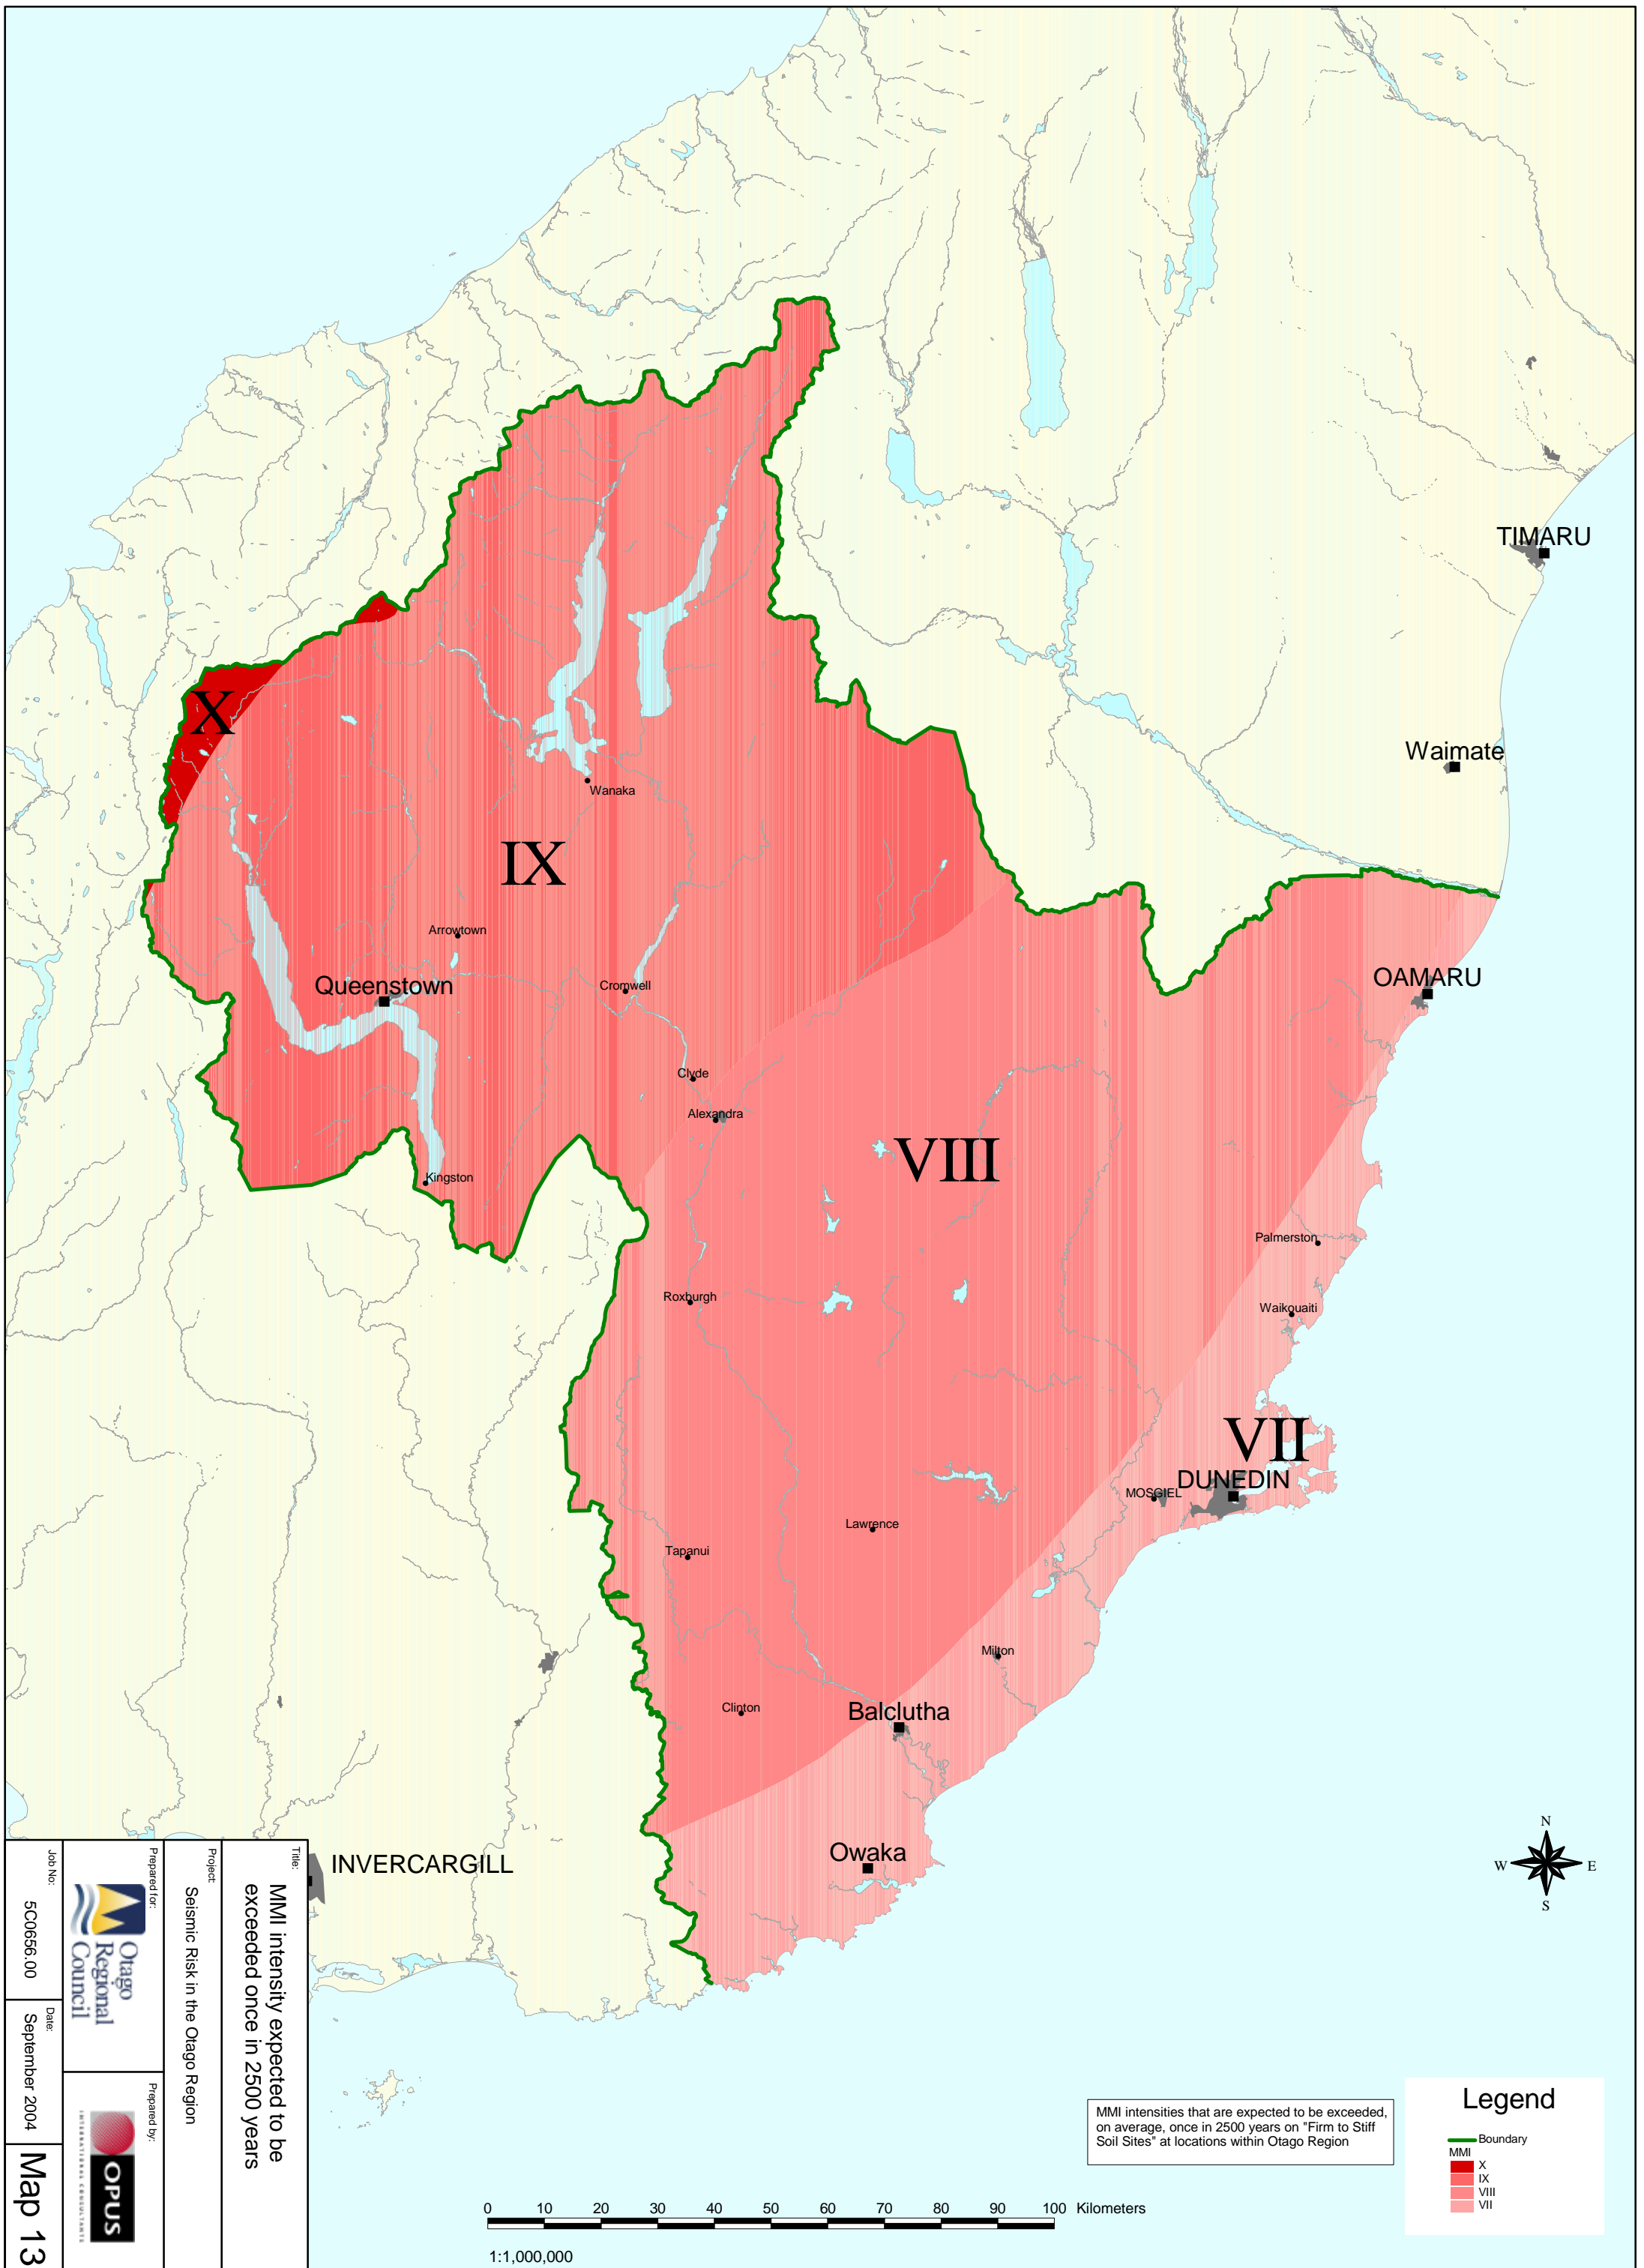 TIMARU
Waimate
X
Wanaka
IX
Arrowtown
Queenstown
Cromwell
OAMARU
Clyde
Alexandra
VIII
Kingston
Palmerston
Roxburgh
Waikouaiti
VII
DUNEDIN
MOSGIEL
Lawrence
Tapanui
Milton
Clinton
Balclutha
Owaka
INVERCARGILL
N
W
E
S
Title:
MMI intensity expected to be
exceeded once in 2500 years
Project:
Seismic Risk in the Otago Region
Prepared for:
Otago
Regional
Council
Prepared by:
OPUS
INTERNATIONAL CONSULTANTS
Job No:
5C0656.00
Date:
September 2004
Map 13
MMI intensities that are expected to be exceeded,
on average, once in 2500 years on "Firm to Stiff
Soil Sites" at locations within Otago Region
Legend
Boundary
MMI
X
IX
VIII
VII
0 10 20 30 40 50 60 70 80 90 100 Kilometers
1:1,000,000